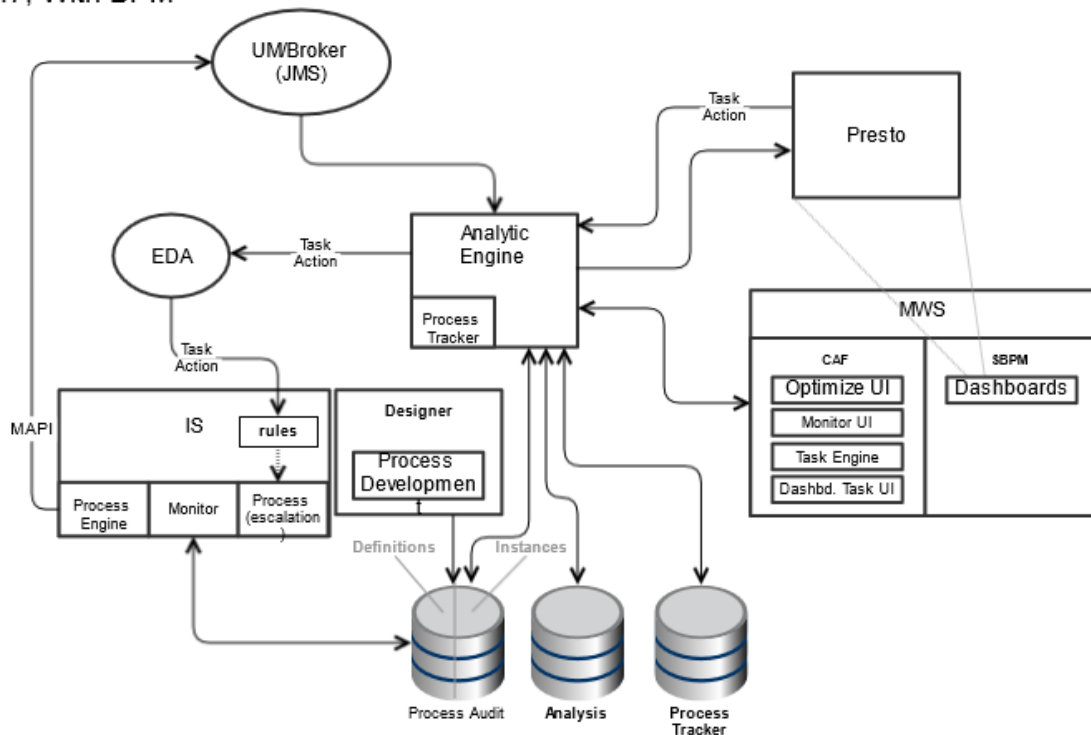 With BPM
UM/Broker
(JMS)
Task
Action
Presto
Analytic
Engine
EDA
Task
Action
Process
Tracker
MWS
Task
Action
CAF
SBPM
Optimize UI
Dashboards
Monitor UI
Task Engine
Dashbd. Task UI
MAPI
IS
rules
Designer
Process
Developmen
t
Process
Engine
Monitor
Process
(escalation
)
Definitions
Instances
Process Audit
Analysis
Process
Tracker